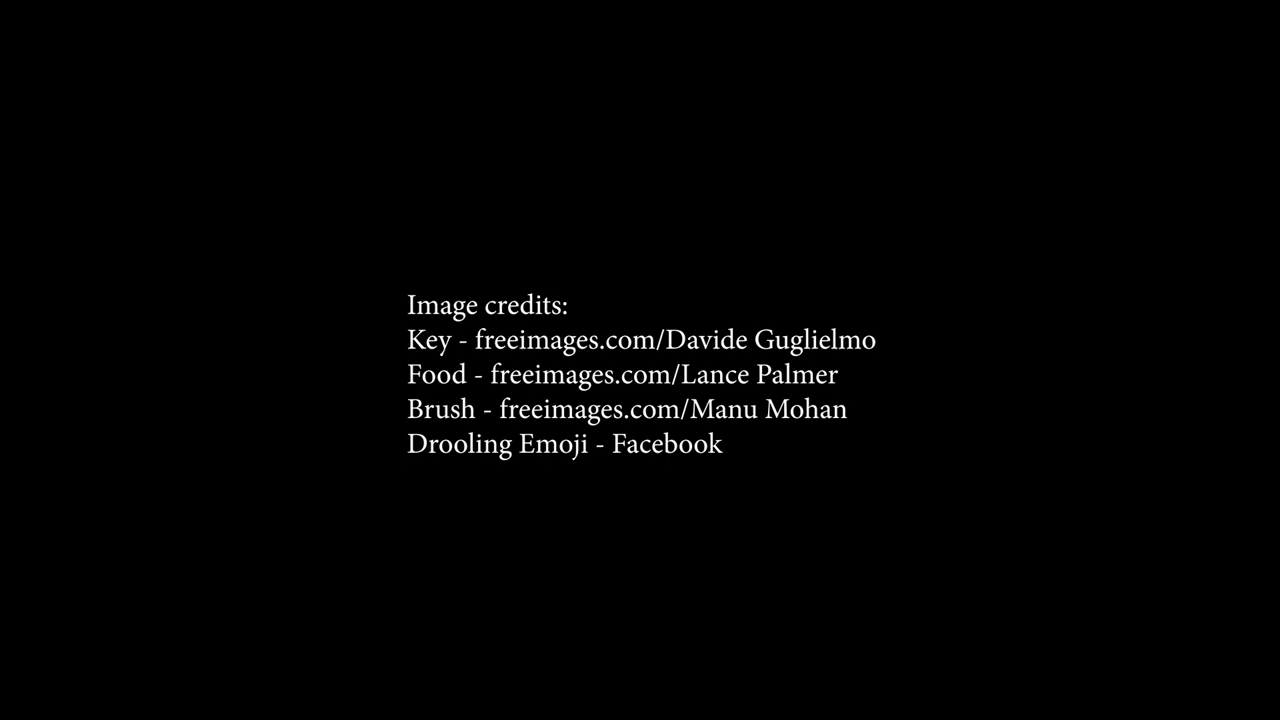 Image credits:
Key - freeimages.com/Davide Guglielmo
Food - freeimages.com/Lance Palmer
Brush - freeimages.com/Manu Mohan
Drooling Emoji - Facebook